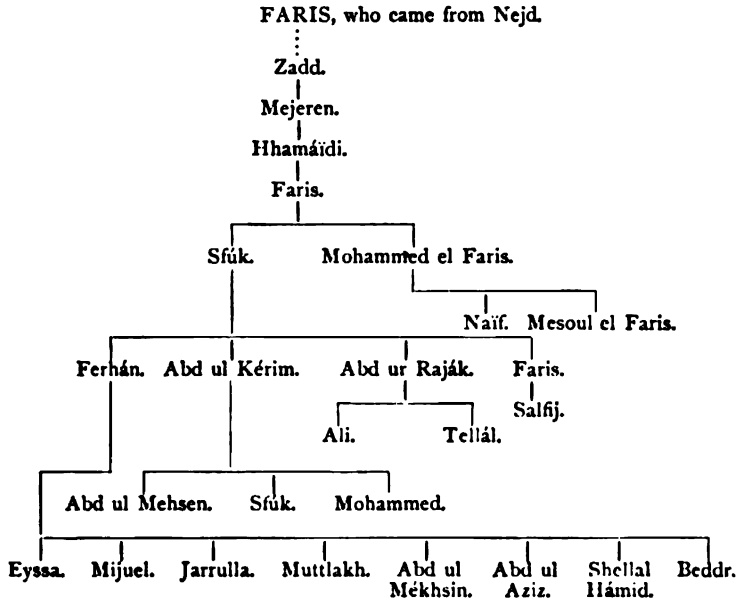 FARIS, who came from Nejd.
Zadd.
Mejeren.
Hhamáïdi.
Faris.
Sfúk. Mohammed el Faris.
Naïf. Mesoul el Faris.
Ferhán. Abd ul Kérim. Abd ur Raják. Faris.
Salfij.
Ali. Tellál.
Abd ul Mehsen. Sfúk. Mohammed.
Eyssa. Mijuel. Jarrulla. Muttlakh. Abd ul Abd ul Shellal Beddr.
Mékhsin. Aziz. Hámid.